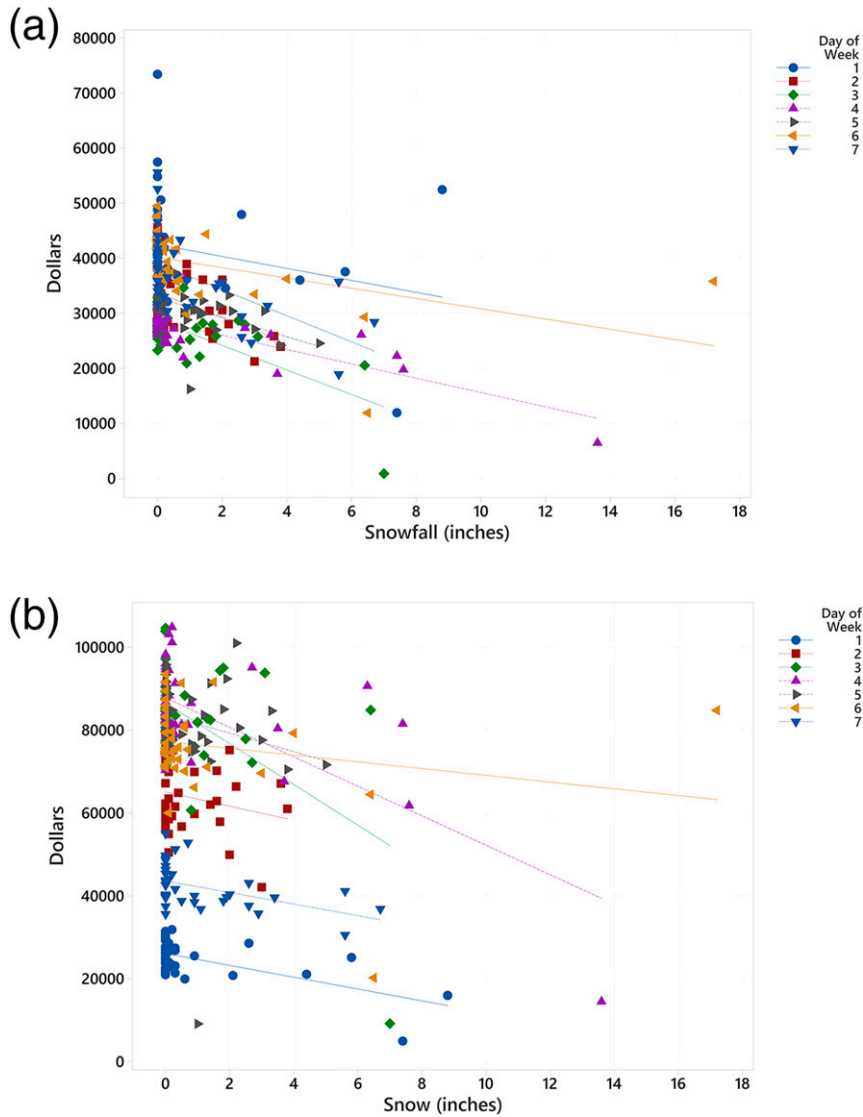 (a)
80000
70000
60000
50000
40000
30000
20000
10000
0
Dollars
0 2 4 6 8 10 12 14 16 18
Snowfall (inches)
Day of
Week
1
2
3
4
5
6
7
(b)
100000
80000
60000
40000
20000
0
Dollars
0 2 4 6 8 10 12 14 16 18
Snow (inches)
Day of
Week
1
2
3
4
5
6
7